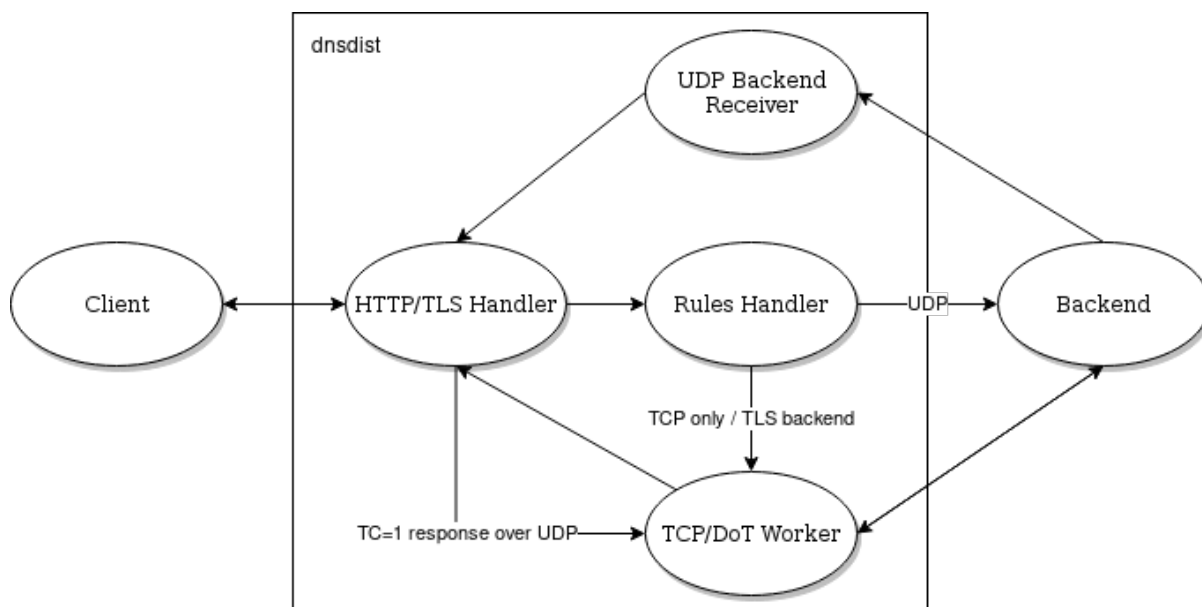 dnsdist
UDP Backend
Receiver
Client
HTTP/TLS Handler
Rules Handler
UDP
Backend
TCP only / TLS backend
TC=1 response over UDP
TCP/DoT Worker